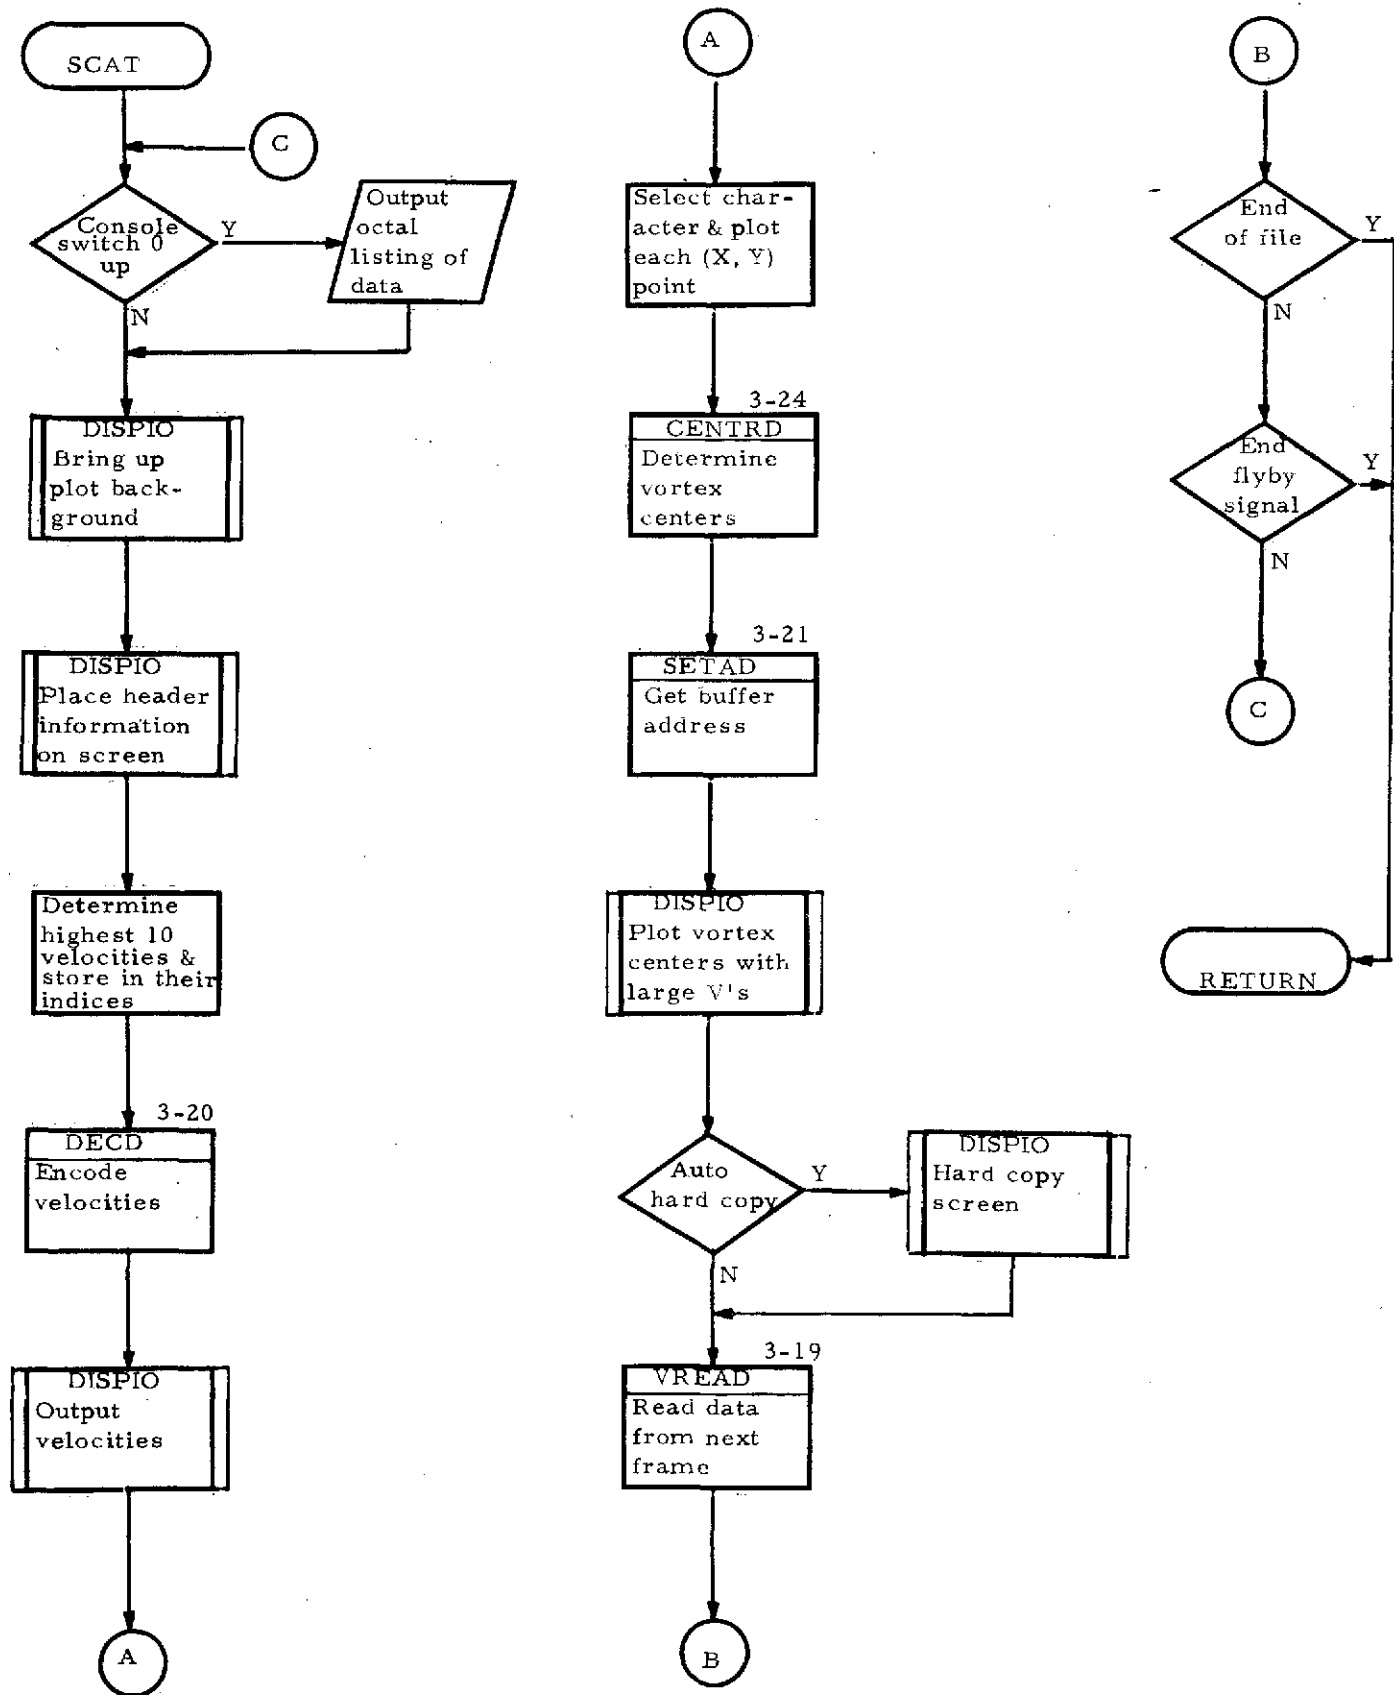 SCAT
C
Console
switch 0
up
Y
N
Output
octal
listing of
data
DISPIO
Bring up
plot back-
ground
DISPIO
Place header
information
on screen
Determine
highest 10
velocities &
store in their
indices
3-20
DECD
Encode
velocities
DISPIO
Output
velocities
A
A
Select char-
acter & plot
each (X, Y)
point
3-24
CENTRD
Determine
vortex
centers
3-21
SETAD
Get buffer
address
DISPIO
Plot vortex
centers with
large V's
Auto
hard copy
Y
N
DISPIO
Hard copy
screen
3-19
VREAD
Read data
from next
frame
B
B
End
of file
Y
N
End
flyby
signal
Y
N
C
RETURN